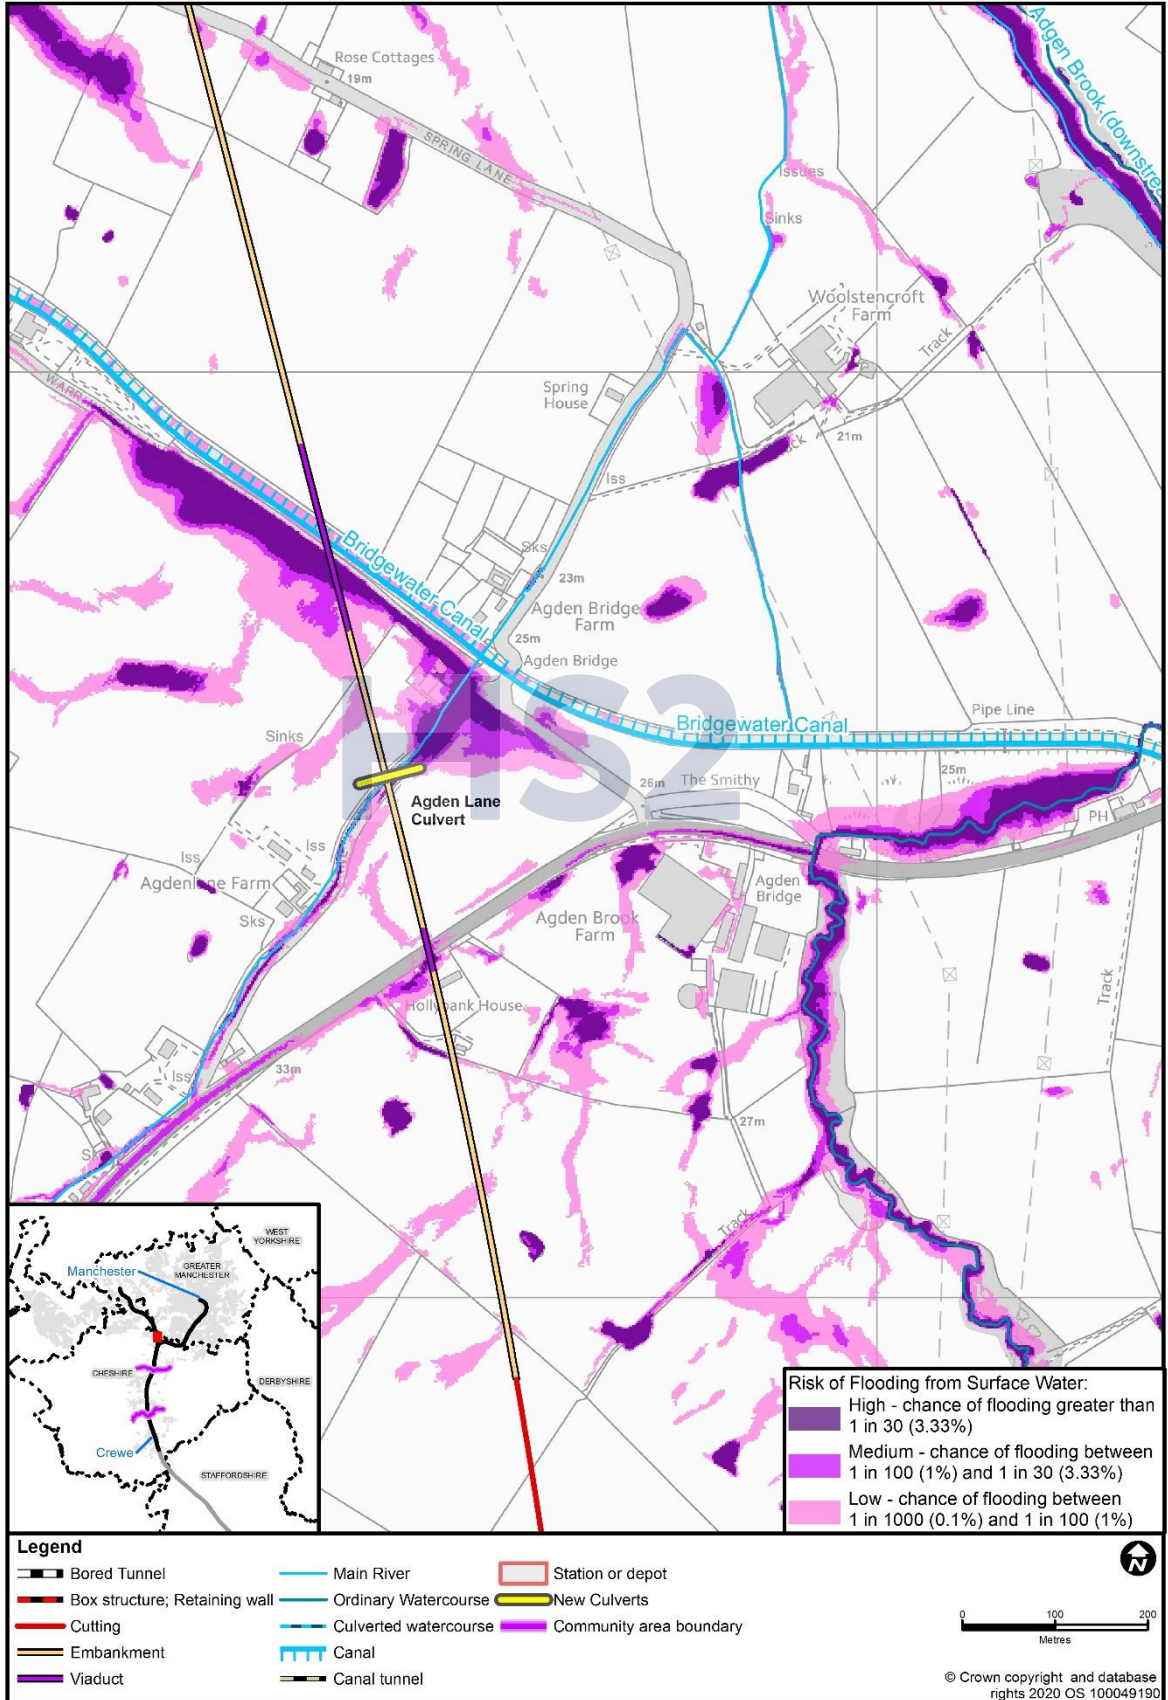 Rose Cottages
19m
SPRING LANE
Adgen Brook (downstre
Issues
Sinks
Woolstencroft
Farm
Track
WARR
Spring
House
21m
ck
Iss
Bridgewater Canal
Sks
23m
Agden Bridge
Farm
25m
Agden Bridge
HS2
Bridgewater Canal
Pipe Line
Sinks
26m
The Smithy
25m
Agden Lane
Culvert
PH
Iss
Iss
Agdenlane Farm
Agden
Bridge
Sks
Agden Brook
Farm
Track
Hollybank House
33m
Iss
27m
Track
WEST
YORKSHIRE
GREATER
MANCHESTER
Manchester
CHESHIRE
DERBYSHIRE
Crewe
STAFFORDSHIRE
Risk of Flooding from Surface Water:
High - chance of flooding greater than
1 in 30 (3.33%)
Medium - chance of flooding between
1 in 100 (1%) and 1 in 30 (3.33%)
Low - chance of flooding between
1 in 1000 (0.1%) and 1 in 100 (1%)
Legend
Bored Tunnel
Box structure; Retaining wall
Cutting
Embankment
Viaduct
Main River
Ordinary Watercourse
Culverted watercourse
Canal
Canal tunnel
Station or depot
New Culverts
Community area boundary
N
0 100 200
Metres
© Crown copyright and database
rights 2020 OS 100049190